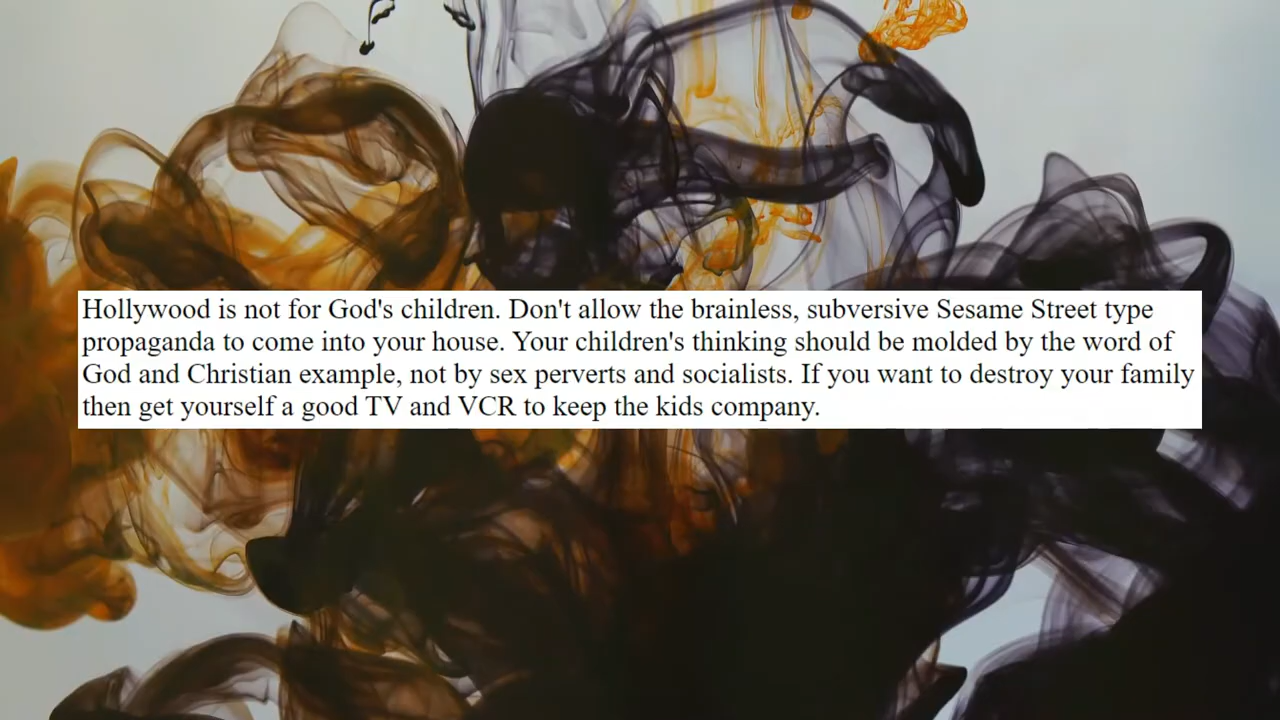 Hollywood is not for God's children. Don't allow the brainless, subversive Sesame Street type
propaganda to come into your house. Your children's thinking should be molded by the word of
God and Christian example, not by sex perverts and socialists. If you want to destroy your family
then get yourself a good TV and VCR to keep the kids company.